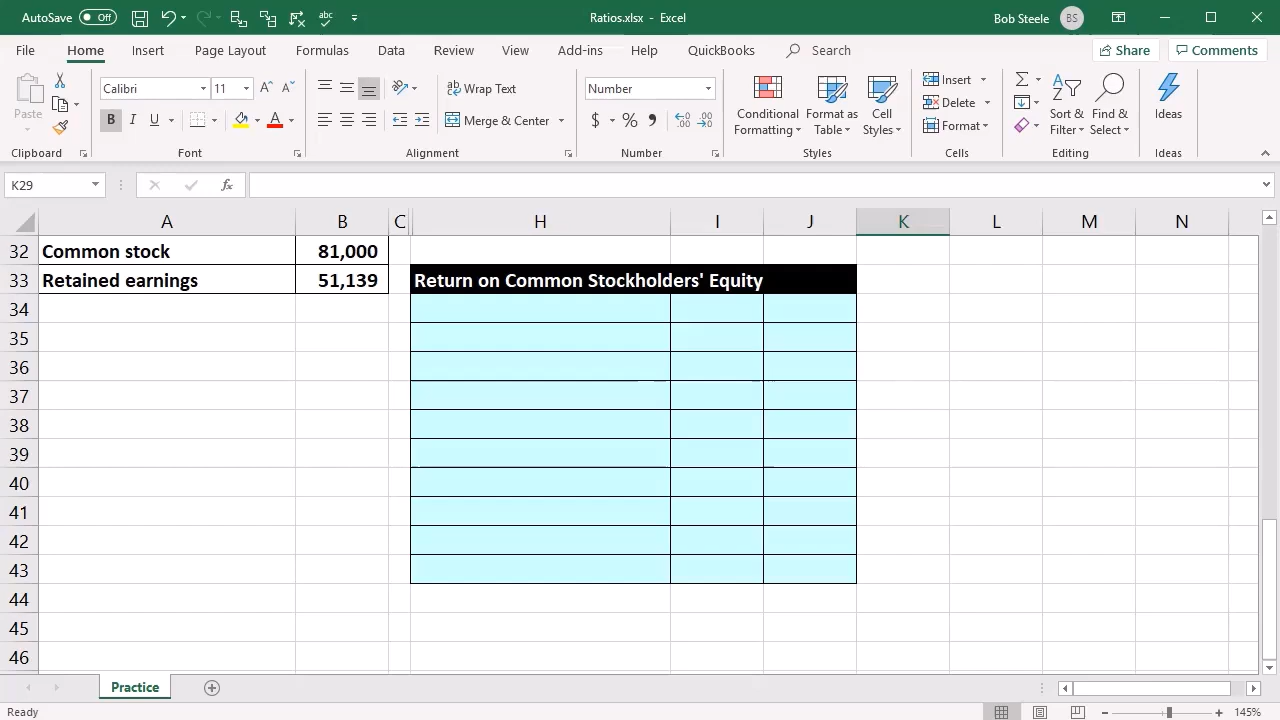 AutoSave Off Ratios.xlsx - Excel Bob Steele BS
File Home Insert Page Layout Formulas Data Review View Add-ins Help QuickBooks Search Share Comments
Paste
Clipboard
Calibri 11
B I U A
Font
Wrap Text
Merge & Center
Alignment
Number
$ % ,
Number
Conditional Formatting
Format as Table
Cell Styles
Styles
Insert
Delete
Format
Cells
Sort & Filter
Find & Select
Editing
Ideas
Ideas
K29 fx
A B C H I J K L M N
32 Common stock 81,000
33 Retained earnings 51,139 Return on Common Stockholders' Equity
34
35
36
37
38
39
40
41
42
43
44
45
46
Practice
Ready 145%